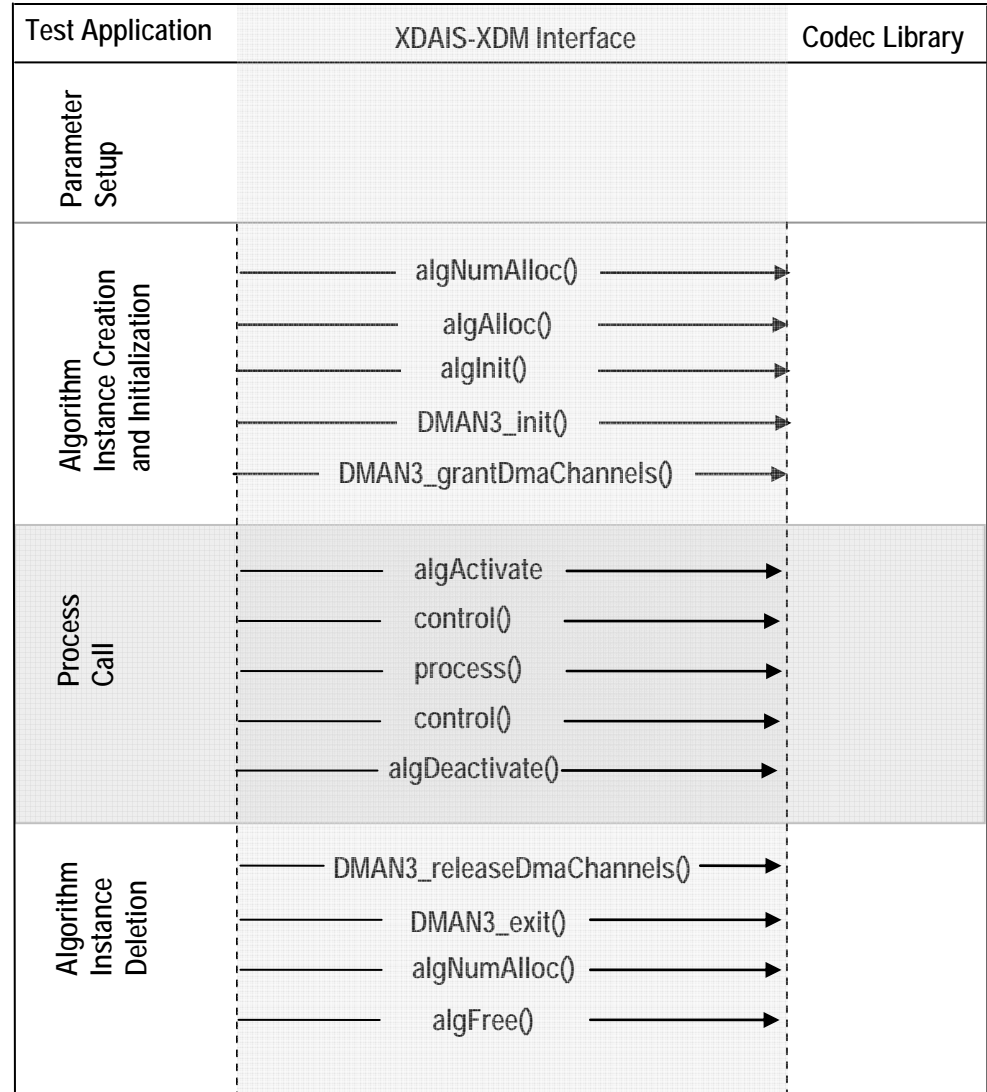 Test Application
XDAIS-XDM Interface
Codec Library
Parameter
Setup
Algorithm
Instance Creation
and Initialization
algNumAlloc()
algAlloc()
algInit()
DMAN3_init()
DMAN3_grantDmaChannels()
Process
Call
algActivate
control()
process()
control()
algDeactivate()
Algorithm
Instance
Deletion
DMAN3_releaseDmaChannels()
DMAN3_exit()
algNumAlloc()
algFree()